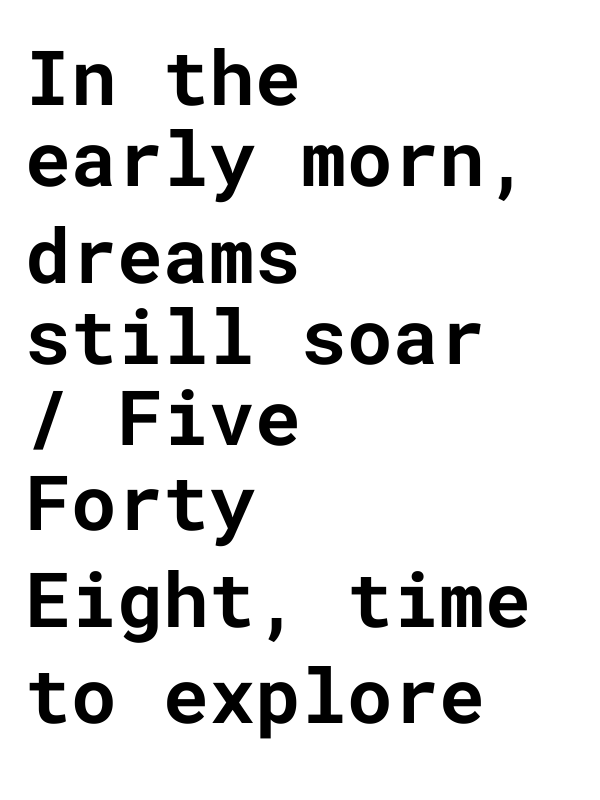 In the
early morn,
dreams
still soar
/ Five
Forty
Eight, time
to explore